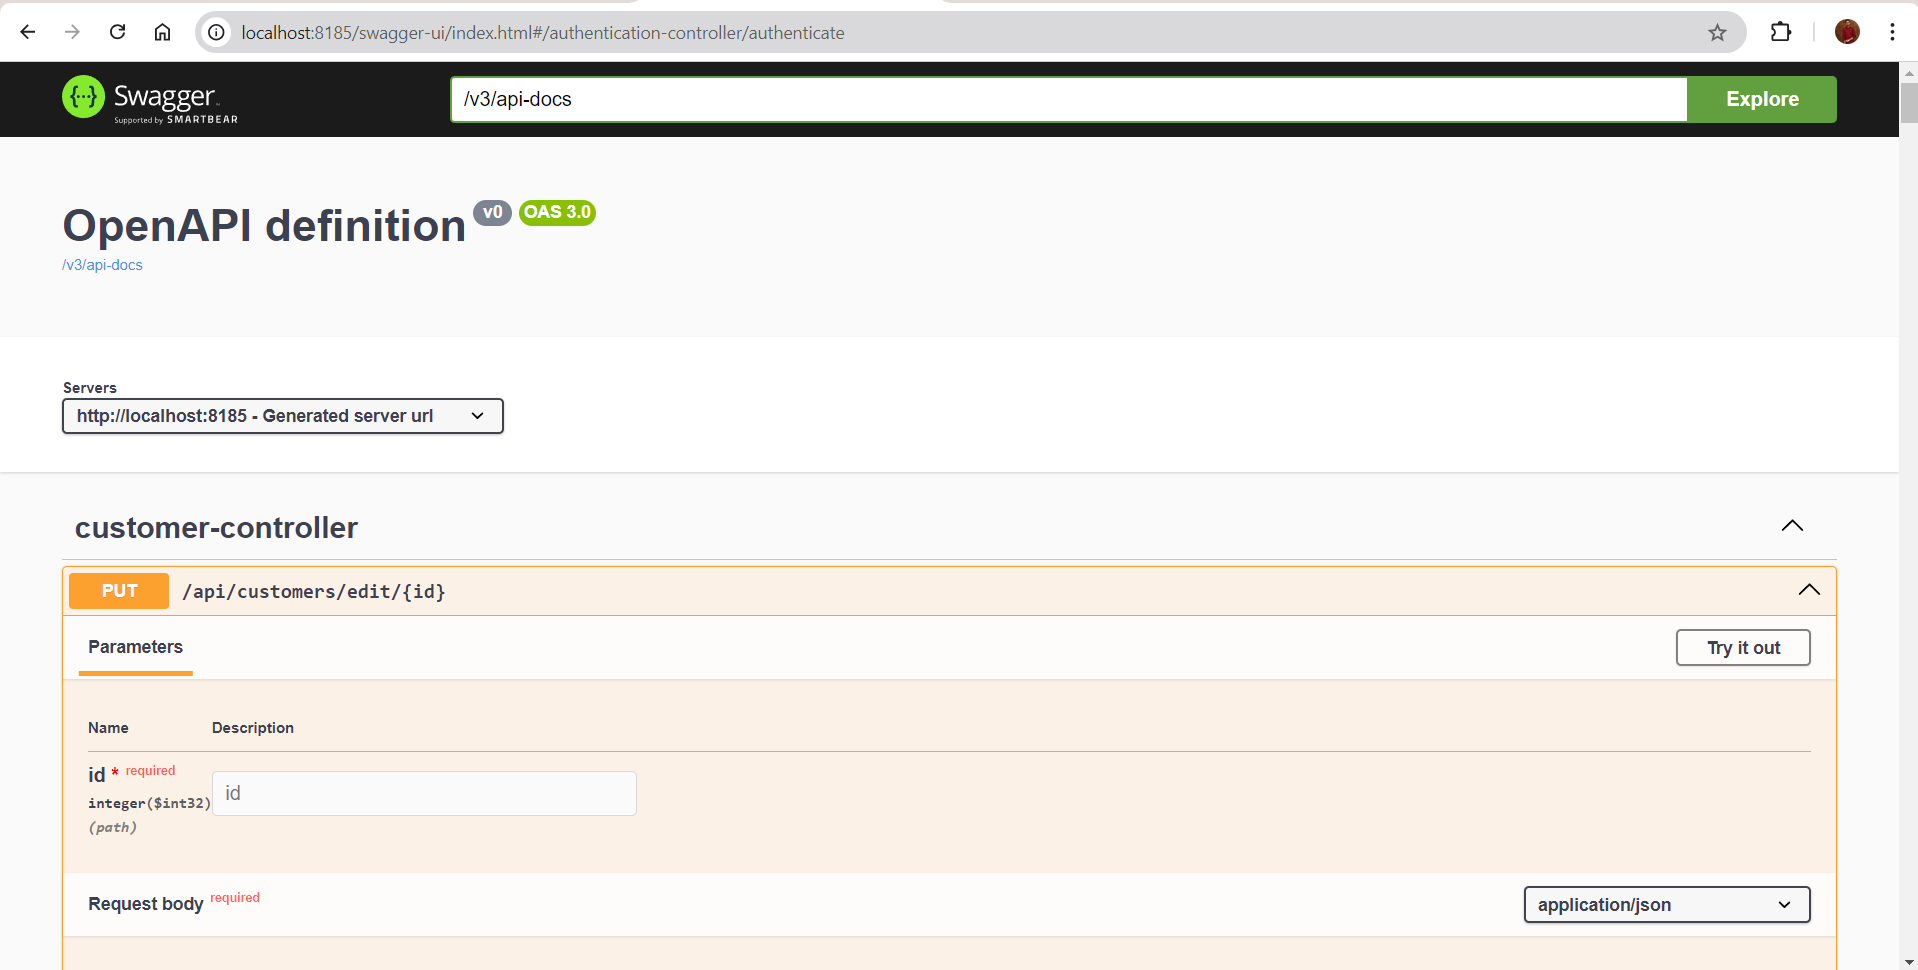 localhost:8185/swagger-ui/index.html#/authentication-controller/authenticate
{···} Swagger
Supported by SMARTBEAR
/v3/api-docs
Explore
OpenAPI definition v0 OAS 3.0
/v3/api-docs
Servers
http://localhost:8185 - Generated server url
customer-controller
PUT /api/customers/edit/{id}
Parameters
Try it out
Name Description
id * required
integer($int32)
(path)
id
Request body required
application/json